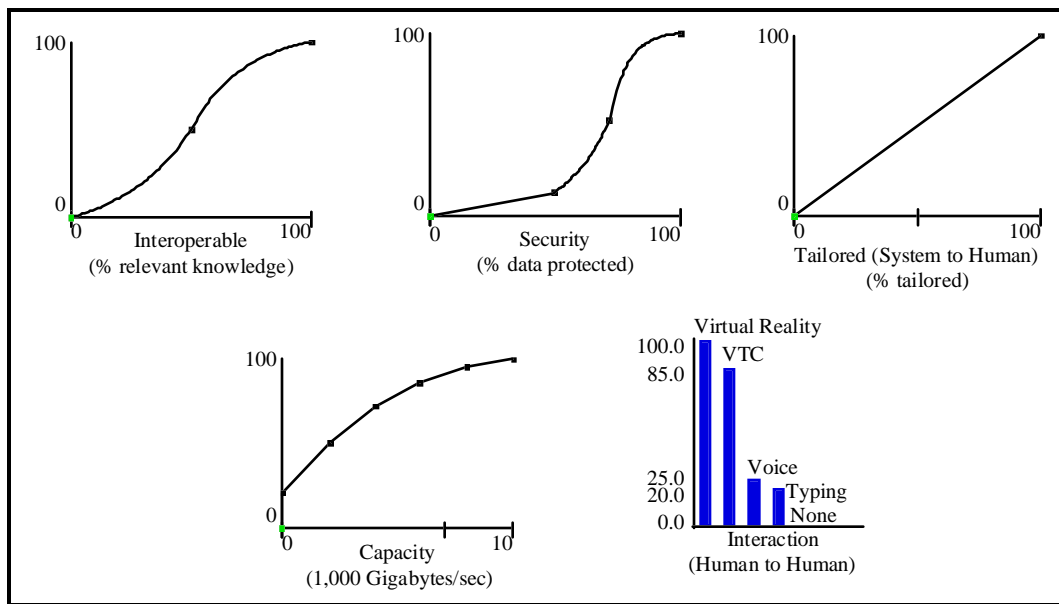 100
0
0
100
Interoperable
(% relevant knowledge)
100
0
0
100
Security
(% data protected)
100
0
0
100
Tailored (System to Human)
(% tailored)
100
0
0
10
Capacity
(1,000 Gigabytes/sec)
Virtual Reality
100.0
VTC
85.0
Voice
25.0
Typing
20.0
None
0.0
Interaction
(Human to Human)